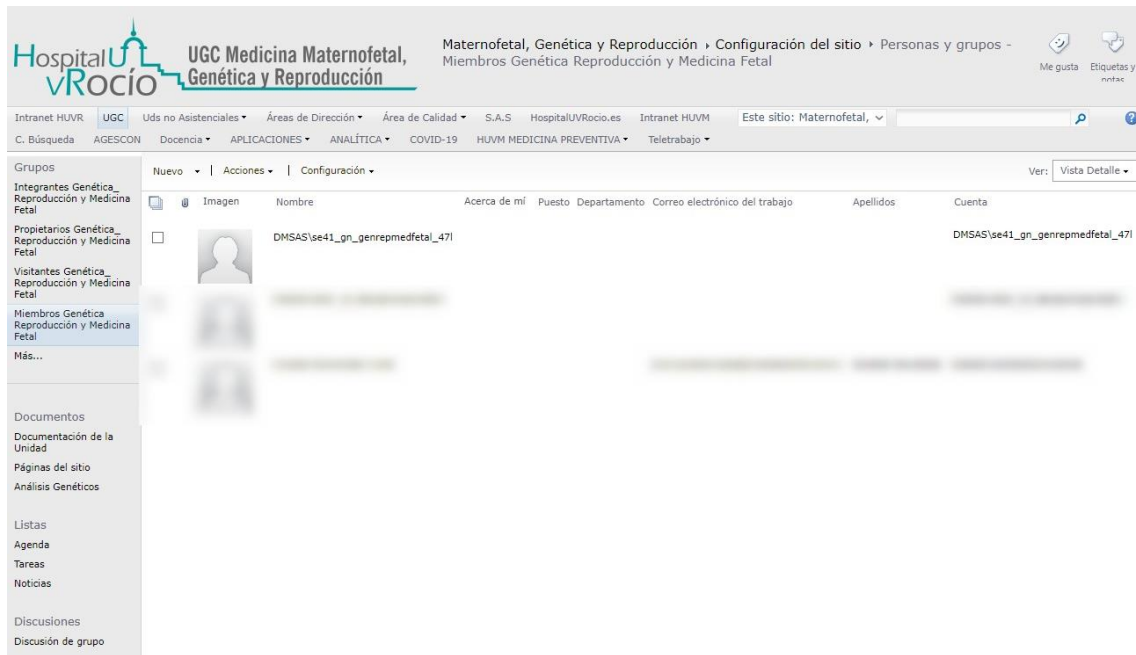 Hospital U
vRocío
UGC Medicina Maternofetal,
Genética y Reproducción
Maternofetal, Genética y Reproducción › Configuración del sitio › Personas y grupos -
Miembros Genética Reproducción y Medicina Fetal
Me gusta
Etiquetas y
notas
Intranet HUVR UGC Uds no Asistenciales Áreas de Dirección Área de Calidad S.A.S HospitalUVRocio.es Intranet HUVM
Este sitio: Maternofetal,
C. Búsqueda AGESCON Docencia APLICACIONES ANALÍTICA COVID-19 HUVM MEDICINA PREVENTIVA Teletrabajo
Grupos
Integrantes Genética_
Reproducción y Medicina
Fetal
Propietarios Genética_
Reproducción y Medicina
Fetal
Visitantes Genética_
Reproducción y Medicina
Fetal
Miembros Genética
Reproducción y Medicina
Fetal
Más...
Documentos
Documentación de la
Unidad
Páginas del sitio
Análisis Genéticos
Listas
Agenda
Tareas
Noticias
Discusiones
Discusión de grupo
Nuevo | Acciones | Configuración
Ver: Vista Detalle
Imagen Nombre Acerca de mí Puesto Departamento Correo electrónico del trabajo Apellidos Cuenta
DMSAS\se41_gn_genrepmedfetal_47l DMSAS\se41_gn_genrepmedfetal_47l